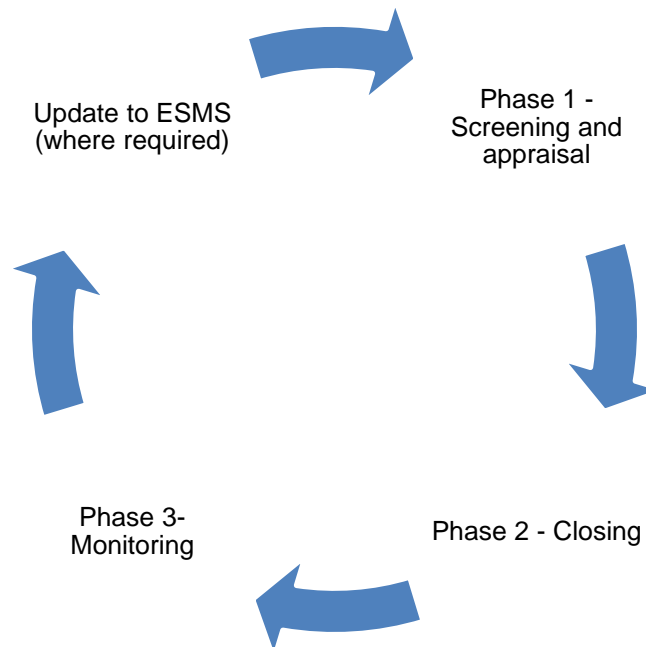 Update to ESMS
(where required)
Phase 1 -
Screening and
appraisal
Phase 2 - Closing
Phase 3-
Monitoring